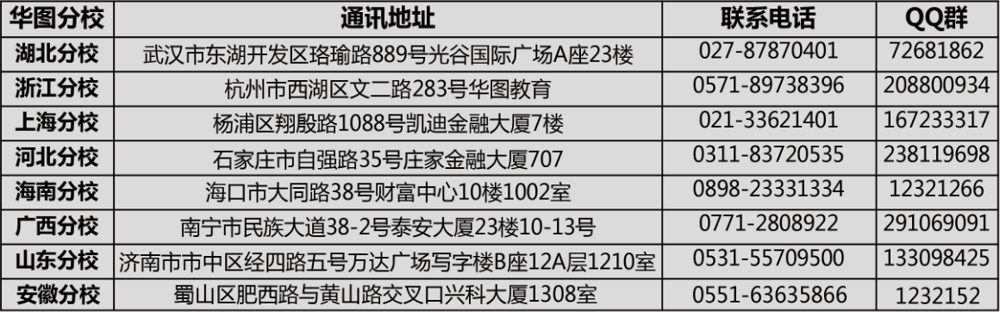 华图分校 通讯地址 联系电话 QQ群
湖北分校 武汉市东湖开发区珞瑜路889号光谷国际广场A座23楼 027-87870401 72681862
浙江分校 杭州市西湖区文二路283号华图教育 0571-89738396 208800934
上海分校 杨浦区翔殷路1088号凯迪金融大厦7楼 021-33621401 167233317
河北分校 石家庄市自强路35号庄家金融大厦707 0311-83720535 238119698
海南分校 海口市大同路38号财富中心10楼1002室 0898-23331334 12321266
广西分校 南宁市民族大道38-2号泰安大厦23楼10-13号 0771-2808922 291069091
山东分校 济南市市中区经四路五号万达广场写字楼B座12A层1210室 0531-55709500 133098425
安徽分校 蜀山区肥西路与黄山路交叉口兴科大厦1308室 0551-63635866 1232152